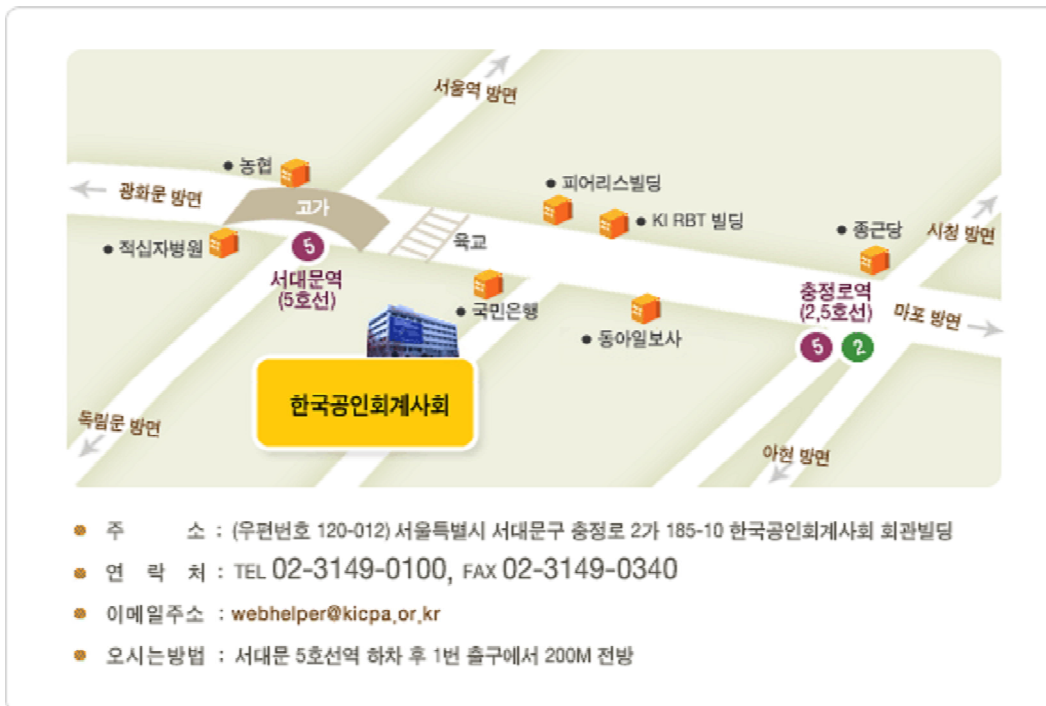 서울역 방면
농협
광화문 방면
고가
피어리스빌딩
KI RBT 빌딩
종근당
시청 방면
적십자병원
5
서대문역
(5호선)
육교
국민은행
동아일보사
충정로역
(2,5호선)
마포 방면
5 2
한국공인회계사회
독립문 방면
아현 방면
주 소 : (우편번호 120-012) 서울특별시 서대문구 충정로 2가 185-10 한국공인회계사회 회관빌딩
연 락 처 : TEL 02-3149-0100, FAX 02-3149-0340
이메일주소 : webhelper@kicpa.or.kr
오시는방법 : 서대문 5호선역 하차 후 1번 출구에서 200M 전방